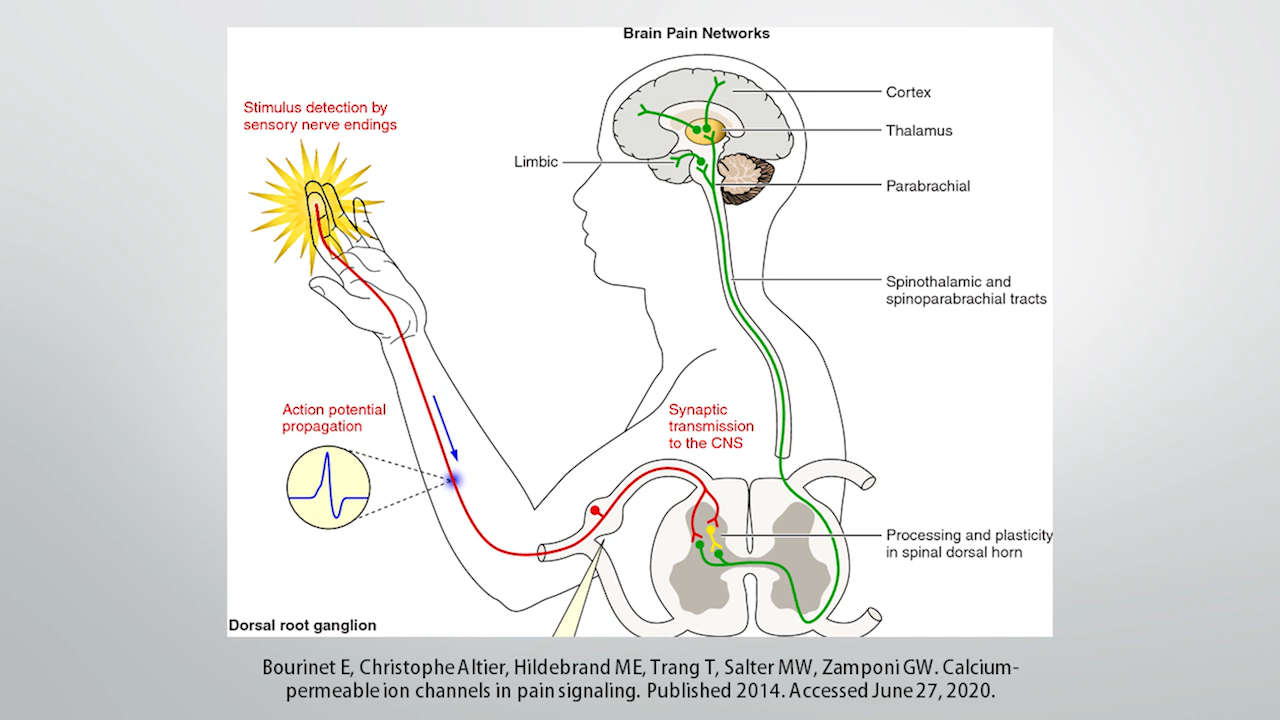 Brain Pain Networks
Stimulus detection by
sensory nerve endings
Cortex
Thalamus
Limbic
Parabrachial
Spinothalamic and
spinoparabrachial tracts
Action potential
propagation
Synaptic
transmission
to the CNS
Processing and plasticity
in spinal dorsal horn
Dorsal root ganglion
Bourinet E, Christophe Altier, Hildebrand ME, Trang T, Salter MW, Zamponi GW. Calcium-
permeable ion channels in pain signaling. Published 2014. Accessed June 27, 2020.